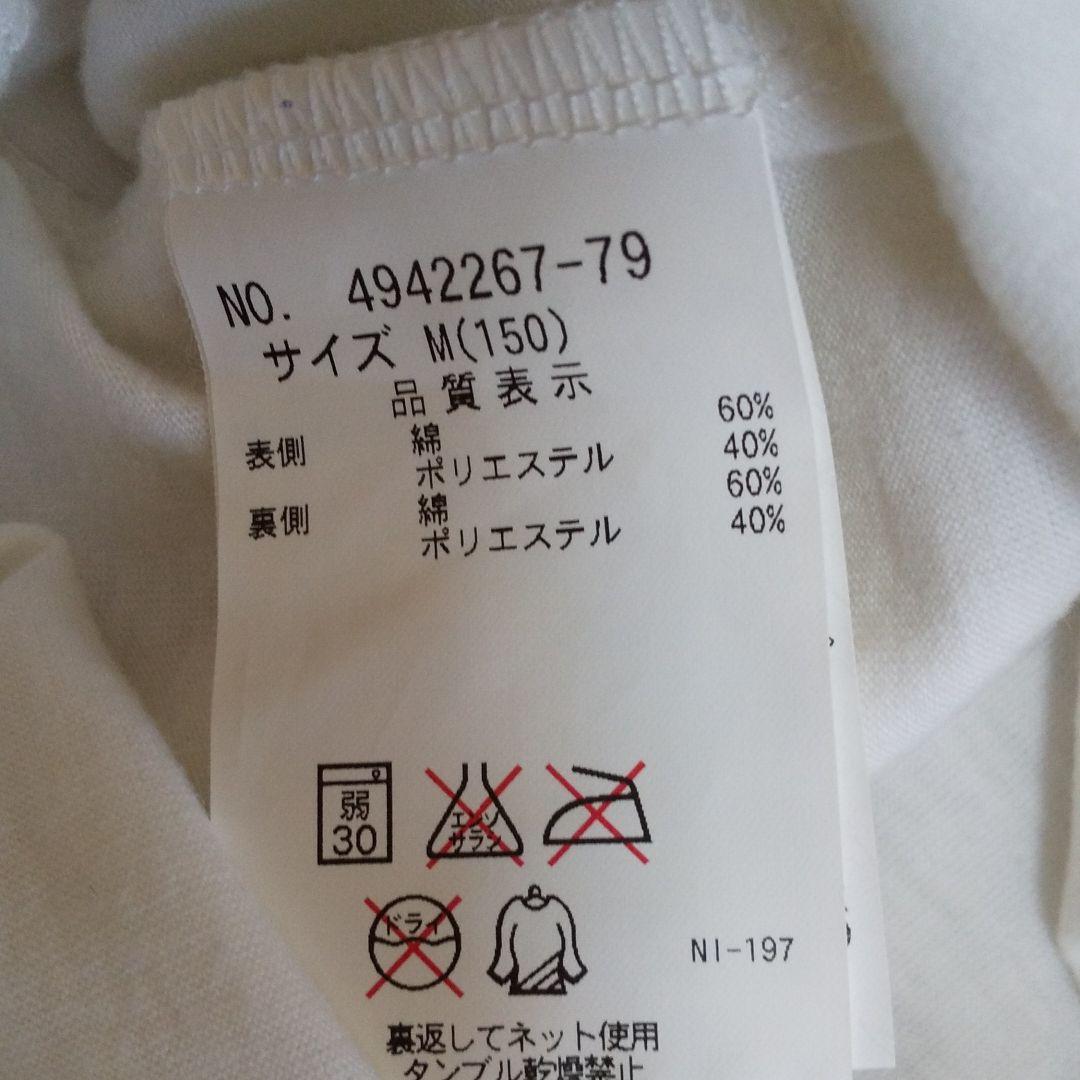 NO. 4942267-79
サイズ M(150)
品質表示
表側 綿 60%
ポリエステル 40%
裏側 綿 60%
ポリエステル 40%
弱
30
エンソ
サラシ
ドライ
NI-197
裏返してネット使用
タンブル乾燥禁止